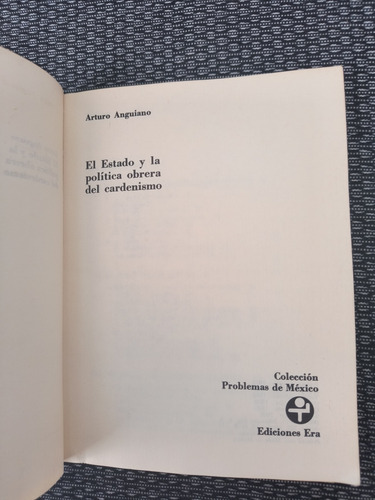 Arturo Anguiano
El Estado y la
política obrera
del cardenismo
Colección
Problemas de México
Ediciones Era